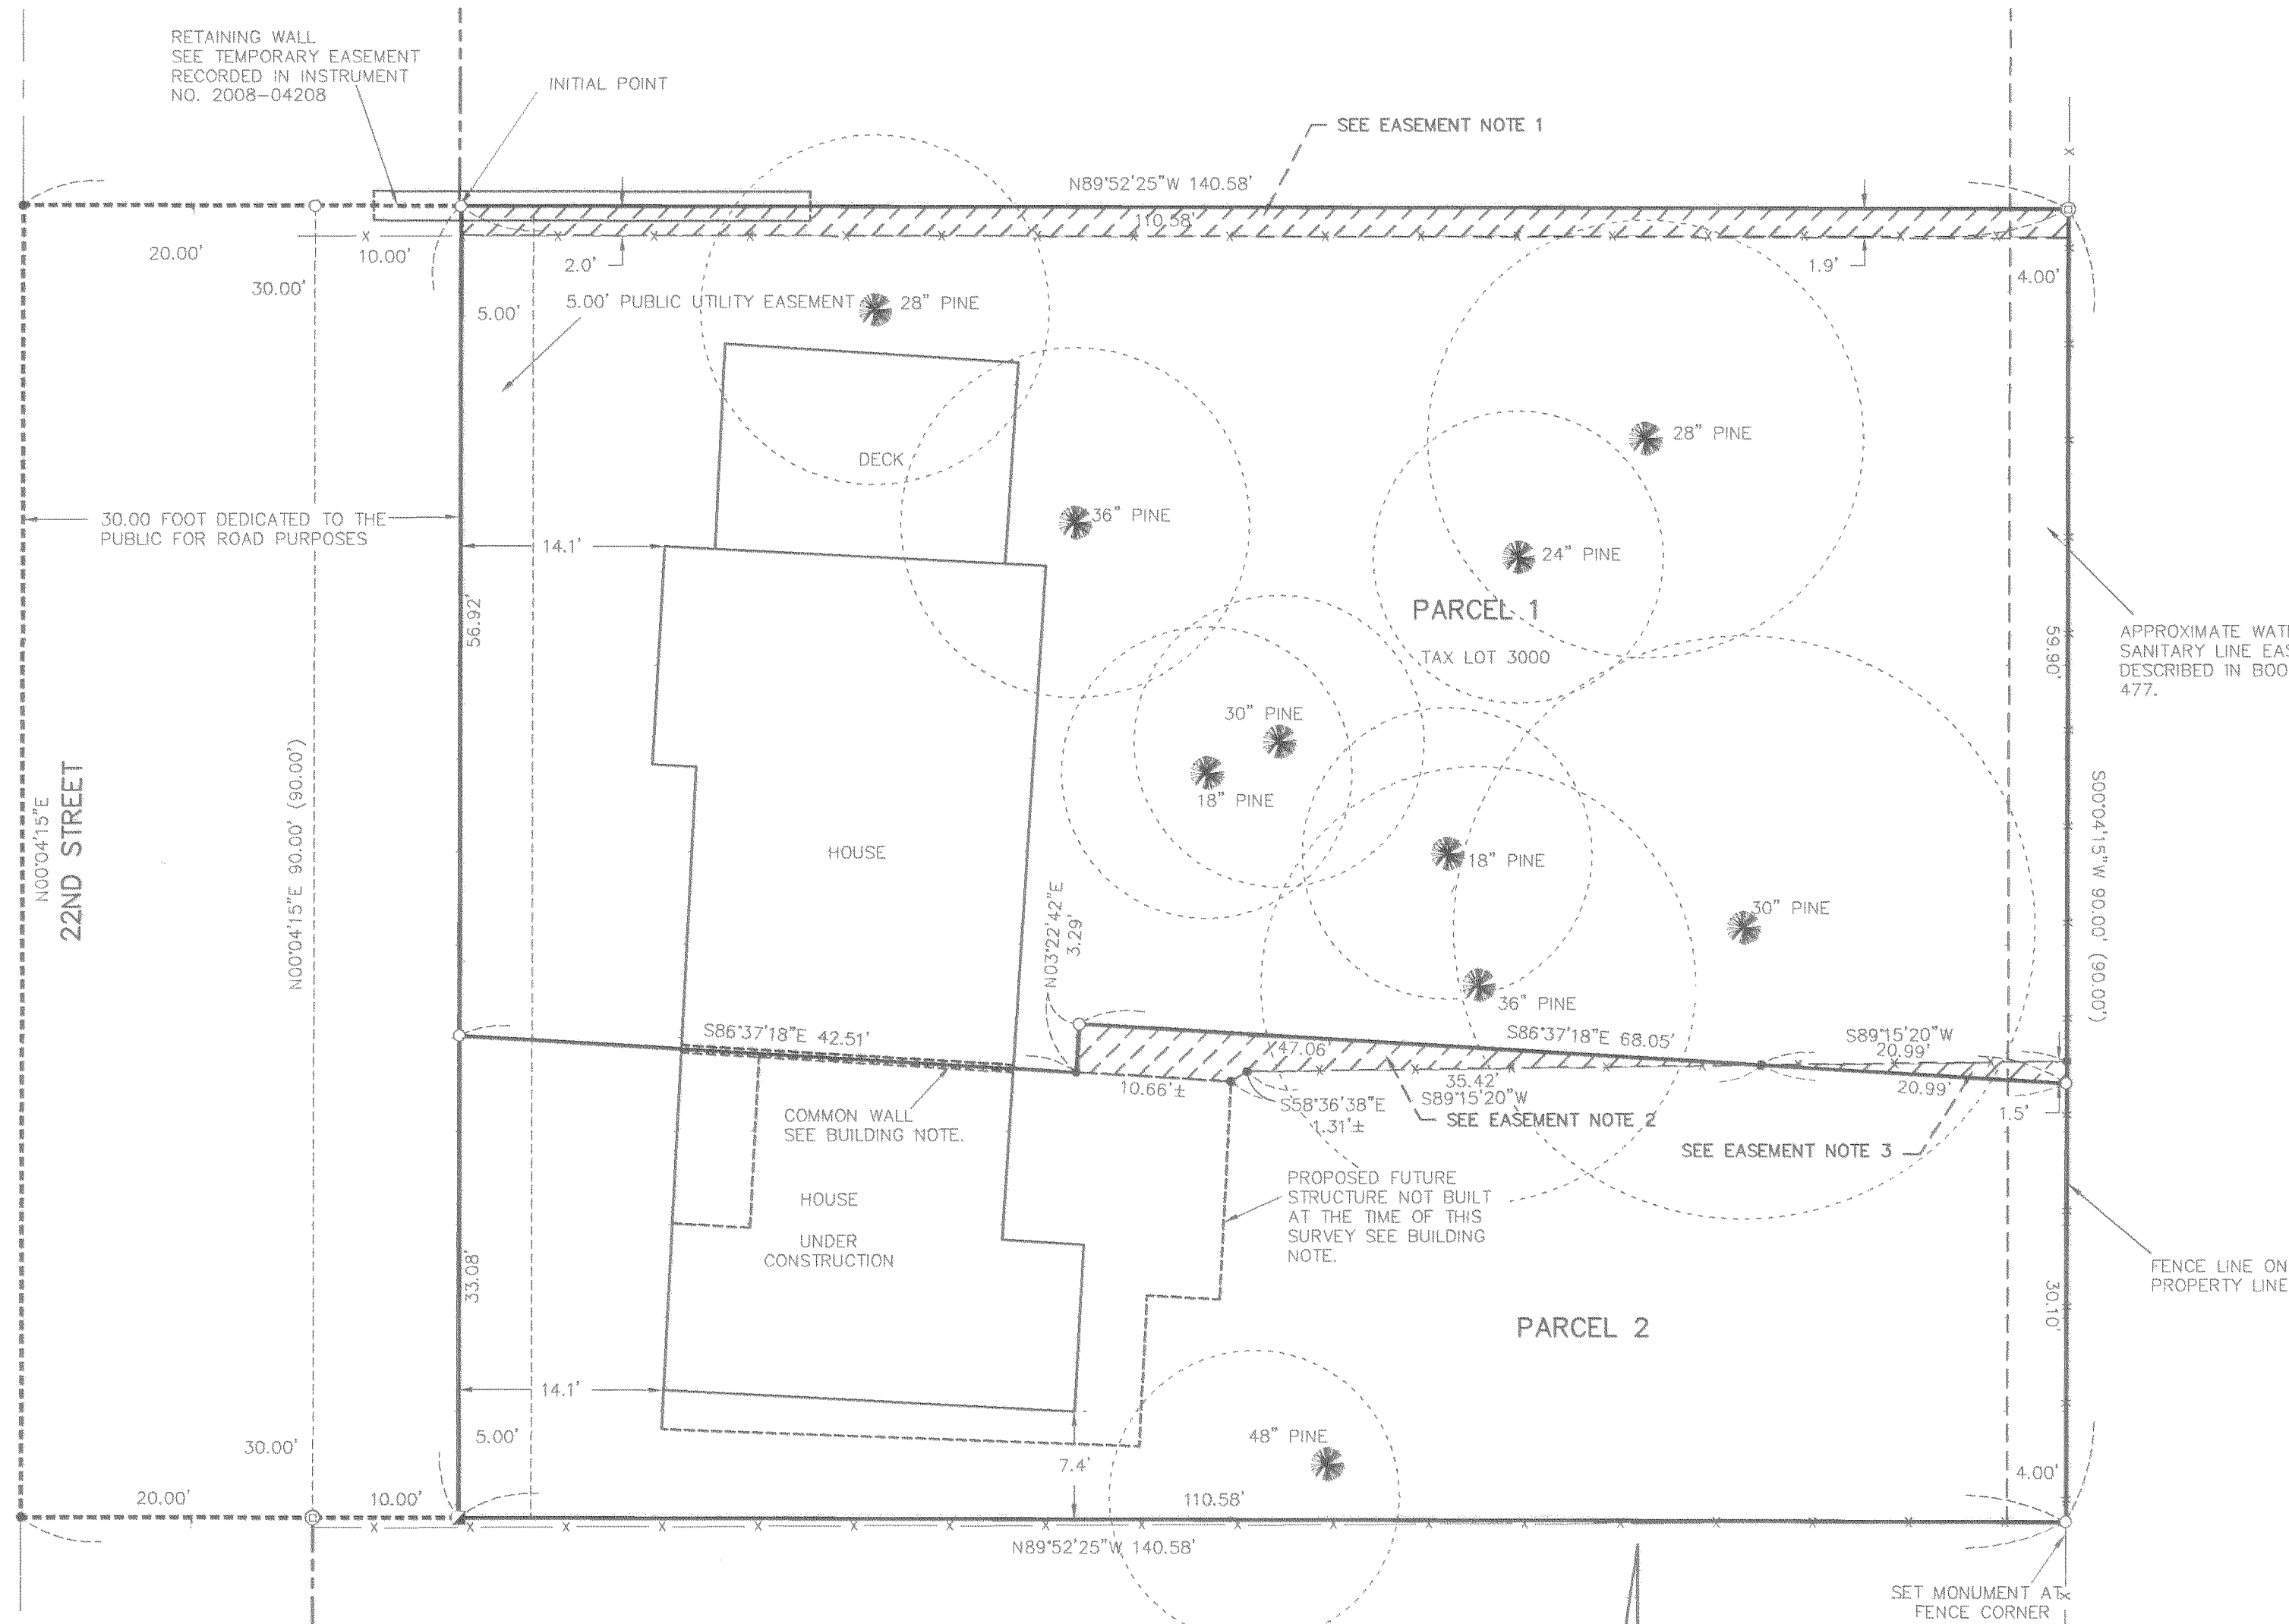 RETAINING WALL
SEE TEMPORARY EASEMENT
RECORDED IN INSTRUMENT
NO. 2008-04208
INITIAL POINT
SEE EASEMENT NOTE 1
N89°52'25"W 140.58'
110.58'
20.00'
10.00'
30.00'
2.0'
1.9'
4.00'
5.00'
5.00' PUBLIC UTILITY EASEMENT
28" PINE
28" PINE
DECK
36" PINE
30.00 FOOT DEDICATED TO THE
PUBLIC FOR ROAD PURPOSES
14.1'
24" PINE
PARCEL 1
TAX LOT 3000
56.92'
59.90'
APPROXIMATE WAT
SANITARY LINE EAS
DESCRIBED IN BOO
477.
30" PINE
18" PINE
N00°04'15"E
22ND STREET
N00°04'15"E 90.00' (90.00')
S00°04'15"W 90.00' (90.00')
HOUSE
18" PINE
30" PINE
36" PINE
N03°22'42"E
3.29'
S86°37'18"E 42.51'
S86°37'18"E 68.05'
47.06
S89°15'20"W
20.99'
10.66'±
35.42'
S89°15'20"W
20.99'
1.5'
S58°36'38"E
1.31'±
COMMON WALL
SEE BUILDING NOTE.
SEE EASEMENT NOTE 2
SEE EASEMENT NOTE 3
PROPOSED FUTURE
STRUCTURE NOT BUILT
AT THE TIME OF THIS
SURVEY SEE BUILDING
NOTE.
HOUSE
UNDER
CONSTRUCTION
33.08'
30.10'
FENCE LINE ON
PROPERTY LINE
PARCEL 2
14.1'
5.00'
48" PINE
30.00'
7.4'
4.00'
20.00'
10.00'
110.58'
N89°52'25"W 140.58'
SET MONUMENT AT
FENCE CORNER